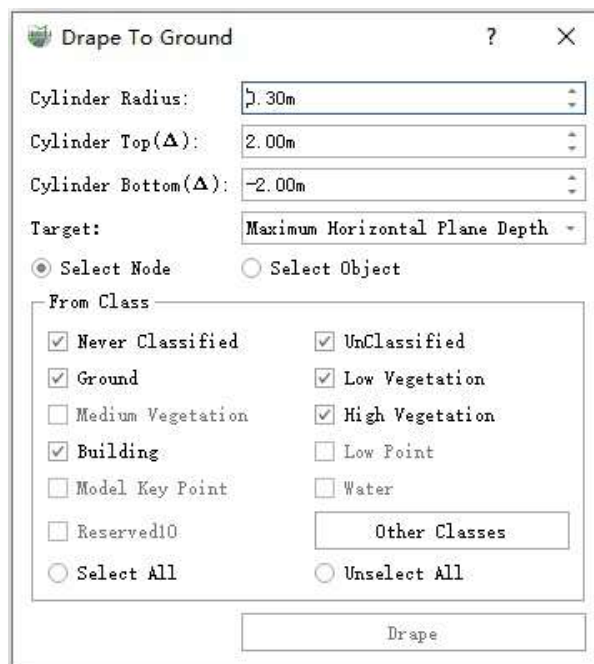 Drape To Ground ? ×
Cylinder Radius: 0.30m
Cylinder Top(Δ): 2.00m
Cylinder Bottom(Δ): -2.00m
Target: Maximum Horizontal Plane Depth
Select Node Select Object
From Class
Never Classified UnClassified
Ground Low Vegetation
Medium Vegetation High Vegetation
Building Low Point
Model Key Point Water
Reserved10 Other Classes
Select All Unselect All
Drape